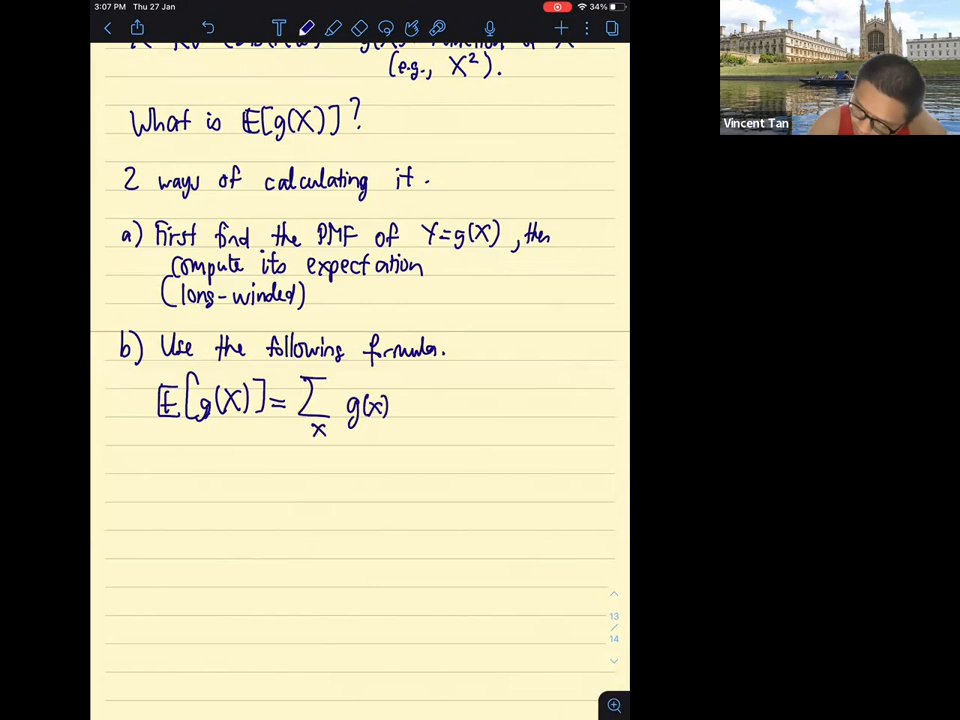 3:07 PM Thu 27 Jan
34%
(e.g., X²).
What is E[g(X)]?
2 ways of calculating it.
a) First find the PMF of Y=g(X), then
compute its expectation
(long-winded)
b) Use the following formula.
E[g(X)] = ∑ g(x)
x
13
/
14
Vincent Tan